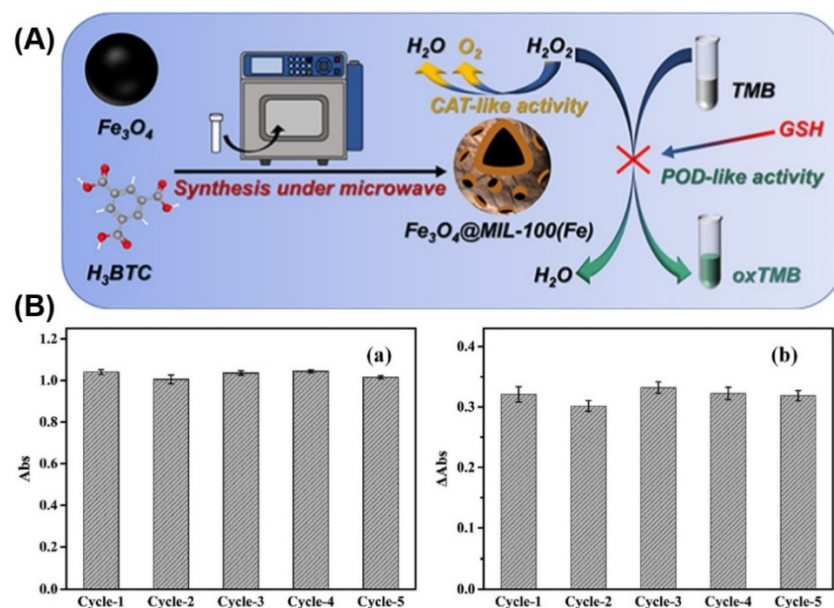 (A)
H₂O O₂ H₂O₂
CAT-like activity
TMB
Fe₃O₄
GSH
Synthesis under microwave
POD-like activity
Fe₃O₄@MIL-100(Fe)
H₃BTC
H₂O
oxTMB
(B)
(a)
1.2
1.0
0.8
0.6
0.4
0.2
0.0
Abs
Cycle-1 Cycle-2 Cycle-3 Cycle-4 Cycle-5
(b)
0.4
0.3
0.2
0.1
0.0
ΔAbs
Cycle-1 Cycle-2 Cycle-3 Cycle-4 Cycle-5